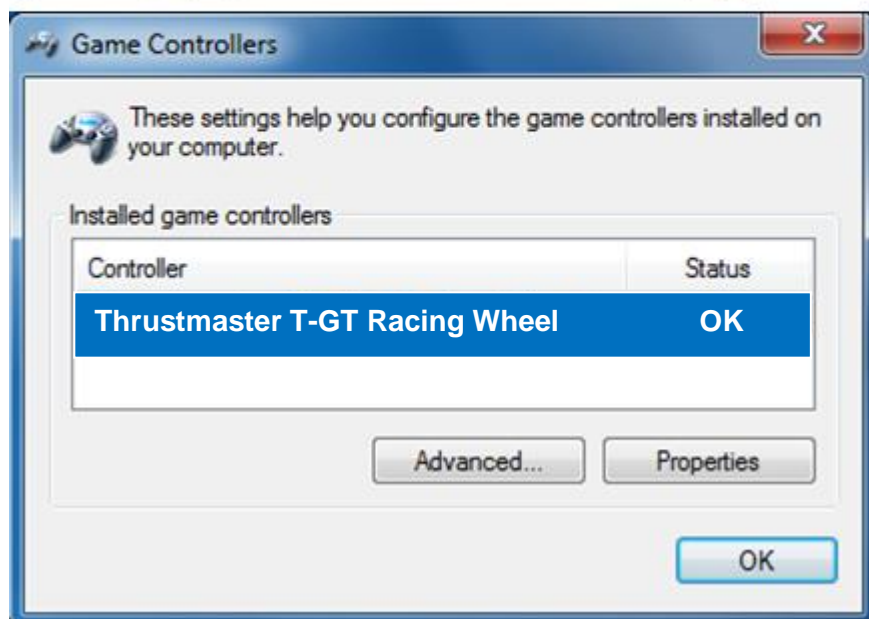 Game Controllers
These settings help you configure the game controllers installed on
your computer.
Installed game controllers
Controller Status
Thrustmaster T-GT Racing Wheel OK
Advanced... Properties
OK